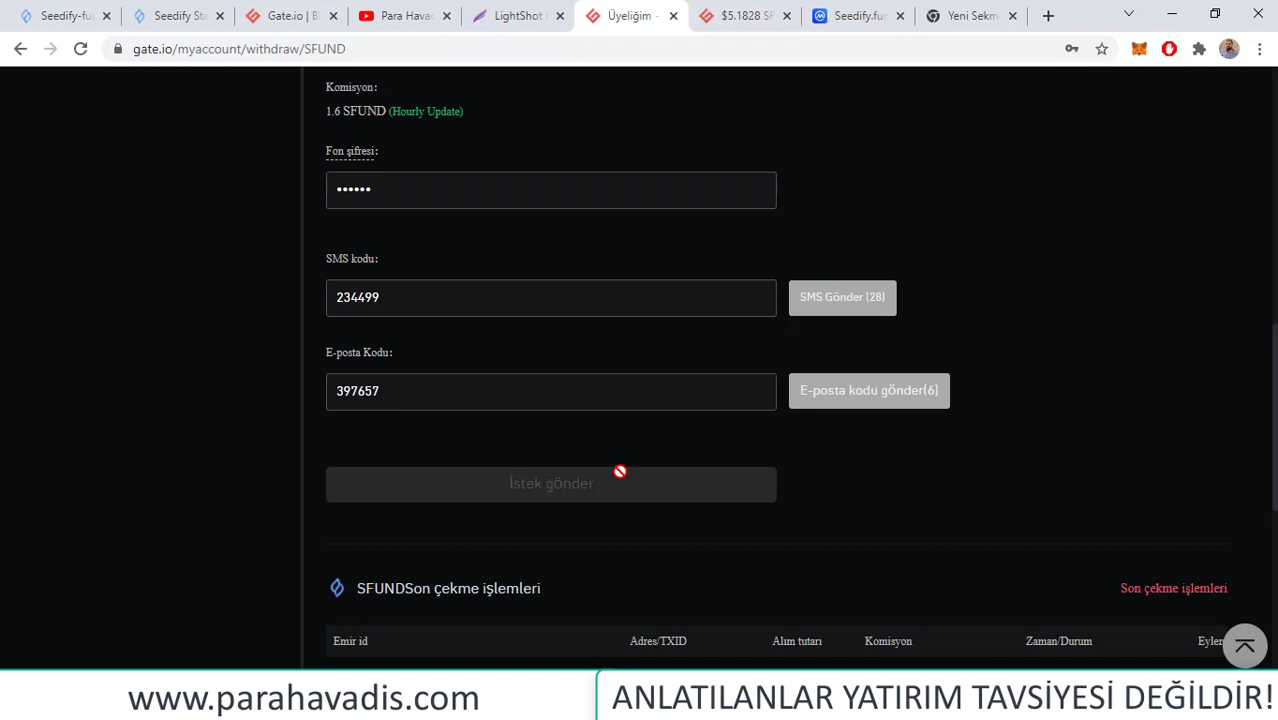 Seedify-fu
Seedify Sta
Gate.io | B
Para Havad
LightShot
Üyeliğim -
$5.1828 SF
Seedify.fun
Yeni Sekm
gate.io/myaccount/withdraw/SFUND
Komisyon:
1.6 SFUND (Hourly Update)
Fon şifresi:
••••••
SMS kodu:
234499
SMS Gönder (28)
E-posta Kodu:
397657
E-posta kodu gönder(6)
İstek gönder
SFUNDSon çekme işlemleri
Son çekme işlemleri
Emir id
Adres/TXID
Alım tutarı
Komisyon
Zaman/Durum
Eylem
www.parahavadis.com
ANLATILANLAR YATIRIM TAVSİYESİ DEĞİLDİR!